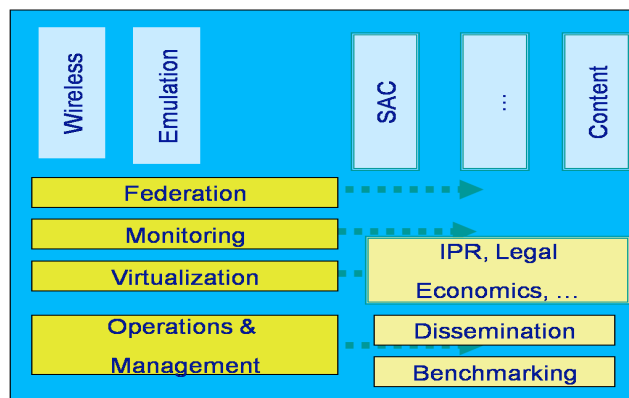 Wireless
Emulation
SAC
...
Content
Federation
Monitoring
Virtualization
IPR, Legal
Economics, ...
Operations &
Management
Dissemination
Benchmarking